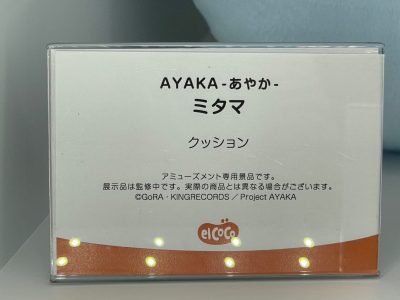 AYAKA -あやか-
ミタマ
クッション
アミューズメント専用景品です。
展示品は監修中です。実際の商品とは異なる場合がございます。
©GoRA・KINGRECORDS / Project AYAKA
elCoCo